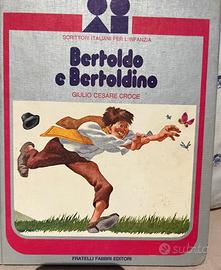 SCRITTORI ITALIANI PER L'INFANZIA
Bertoldo
e Bertoldino
GIULIO CESARE CROCE
subito
FRATELLI FABBRI EDITORI